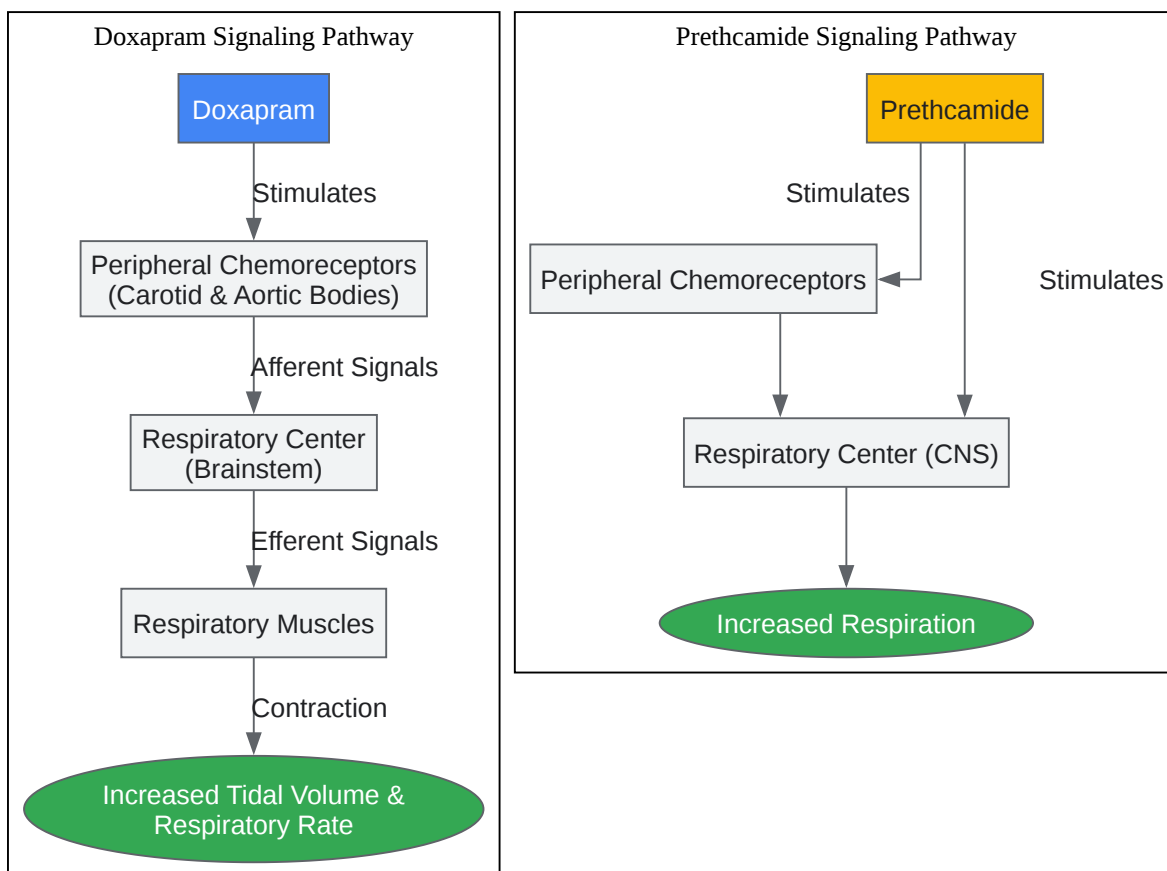 Doxapram Signaling Pathway
Doxapram
Stimulates
Peripheral Chemoreceptors
(Carotid & Aortic Bodies)
Afferent Signals
Respiratory Center
(Brainstem)
Efferent Signals
Respiratory Muscles
Contraction
Increased Tidal Volume &
Respiratory Rate
Prethcamide Signaling Pathway
Prethcamide
Stimulates
Peripheral Chemoreceptors
Stimulates
Respiratory Center (CNS)
Increased Respiration